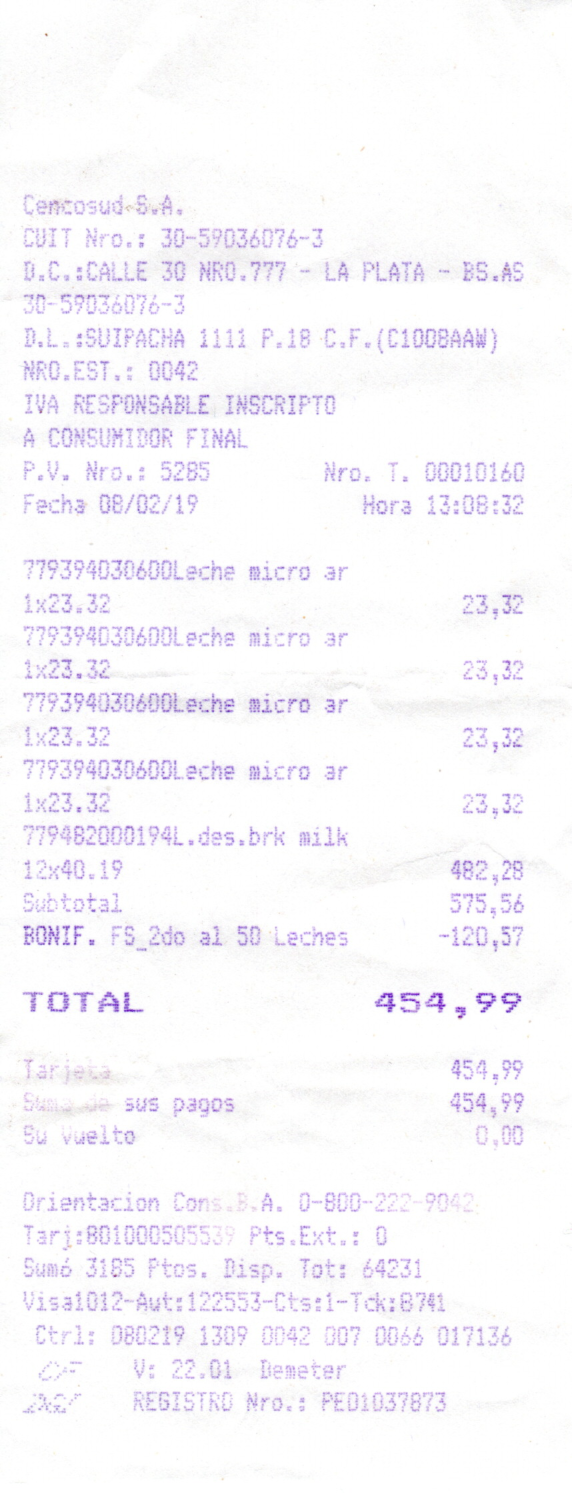 Cencosud S.A.
CUIT Nro.: 30-59036076-3
D.C.:CALLE 30 NRO.777 - LA PLATA - BS.AS
30-59036076-3
D.L.:SUIPACHA 1111 P.18 C.F.(C1008AAW)
NRO.EST.: 0042
IVA RESPONSABLE INSCRIPTO
A CONSUMIDOR FINAL
P.V. Nro.: 5285 Nro. T. 00010160
Fecha 08/02/19 Hora 13:08:32
779394030600Leche micro ar
1x23.32 23,32
779394030600Leche micro ar
1x23.32 23,32
779394030600Leche micro ar
1x23.32 23,32
779394030600Leche micro ar
1x23.32 23,32
779482000194L.des.brk milk
12x40.19 482,28
Subtotal 575,56
BONIF. FS_2do al 50 Leches -120,57
TOTAL 454,99
Tarjeta 454,99
Suma de sus pagos 454,99
Su Vuelto 0,00
Orientacion Cons.B.A. 0-800-222-9042
Tarj:801000505539 Pts.Ext.: 0
Sumó 3185 Ptos. Disp. Tot: 64231
Visa1012-Aut:122553-Cts:1-Tck:8741
Ctrl: 080219 1309 0042 007 0066 017136
CF V: 22.01 Demeter
REGISTRO Nro.: PEO1037873